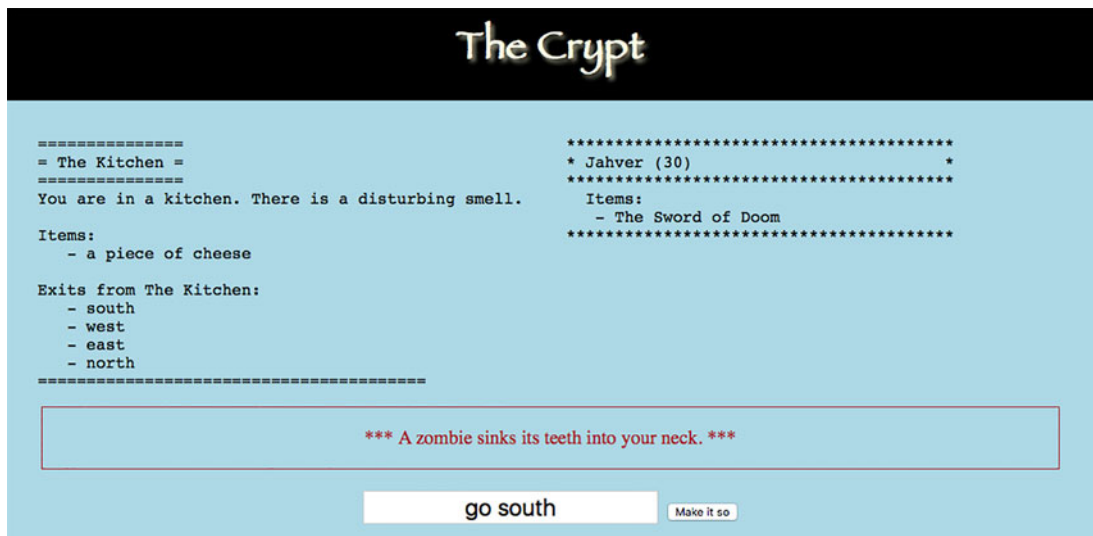 The Crypt
===============
= The Kitchen =
===============
You are in a kitchen. There is a disturbing smell.
Items:
- a piece of cheese
Exits from The Kitchen:
- south
- west
- east
- north
========================================
****************************************
* Jahver (30) *
****************************************
Items:
- The Sword of Doom
****************************************
*** A zombie sinks its teeth into your neck. ***
go south
Make it so